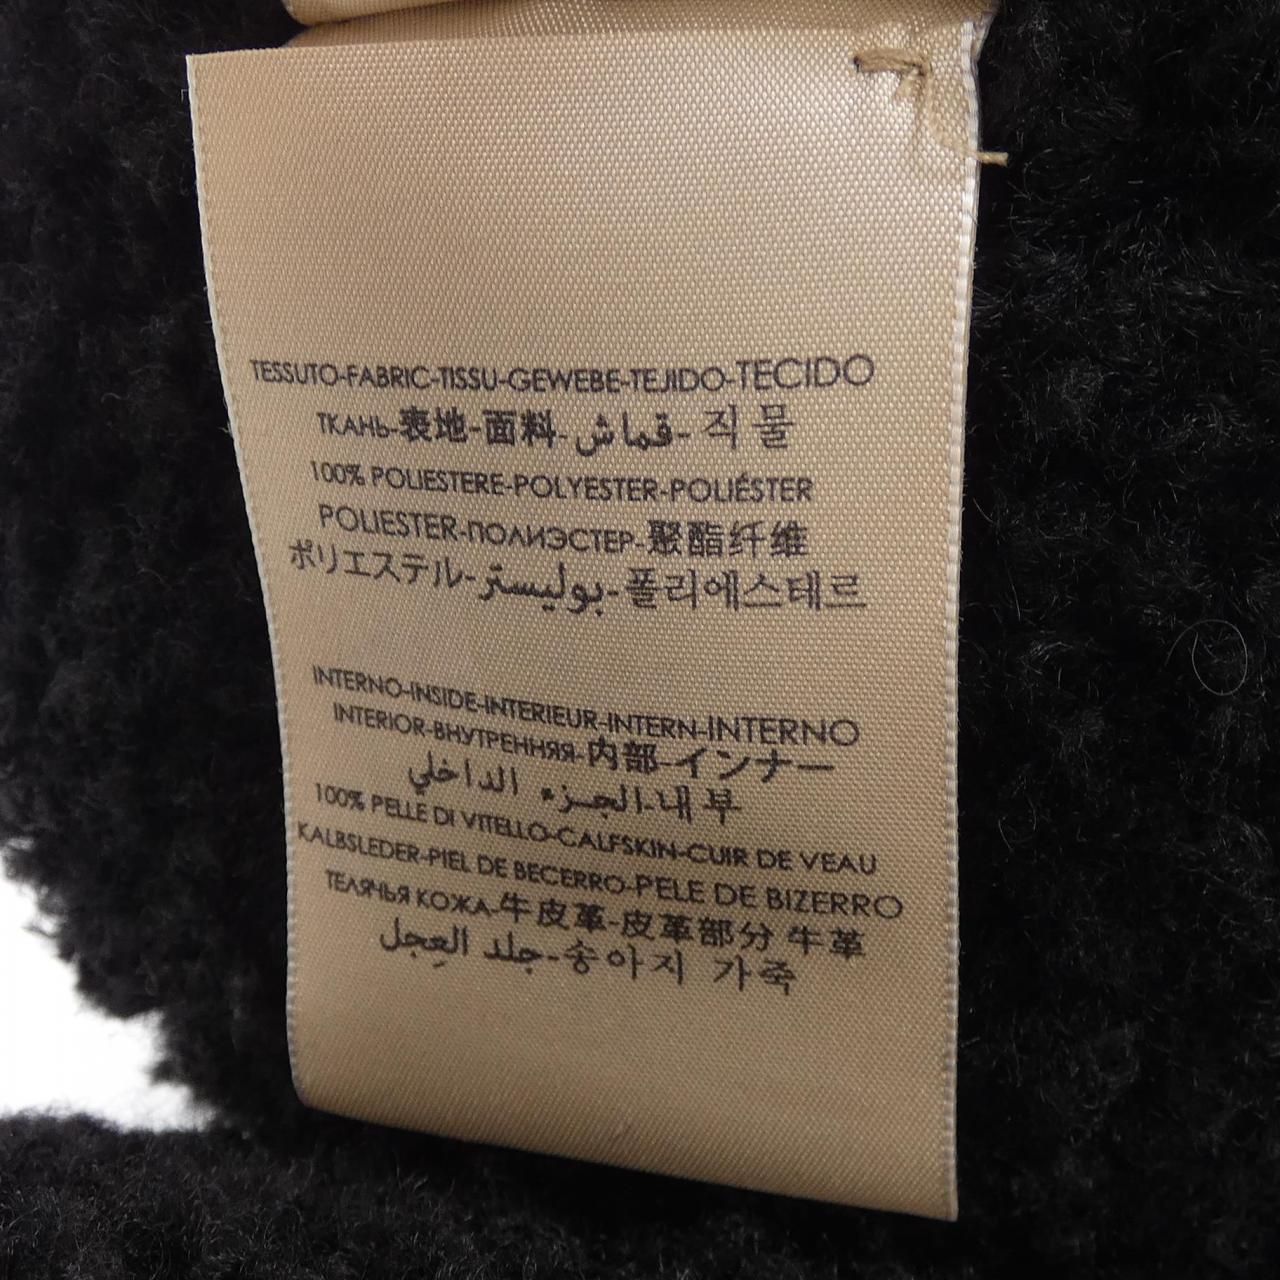 TESSUTO-FABRIC-TISSU-GEWEBE-TEJIDO-TECIDO
ТКАНЬ-表地-面料-قماش-직물
100% POLIESTERE-POLYESTER-POLIÉSTER
POLIESTER-ПОЛИЭСТЕР-聚酯纤维
ポリエステル-بوليستر-폴리에스테르
INTERNO-INSIDE-INTERIEUR-INTERN-INTERNO
INTERIOR-ВНУТРЕННЯЯ-内部-インナー
الجزء الداخلي-내부
100% PELLE DI VITELLO-CALFSKIN-CUIR DE VEAU
KALBSLEDER-PIEL DE BECERRO-PELE DE BIZERRO
ТЕЛЯЧЬЯ КОЖА-牛皮革-皮革部分 牛革
جلد العِجل-송아지 가죽